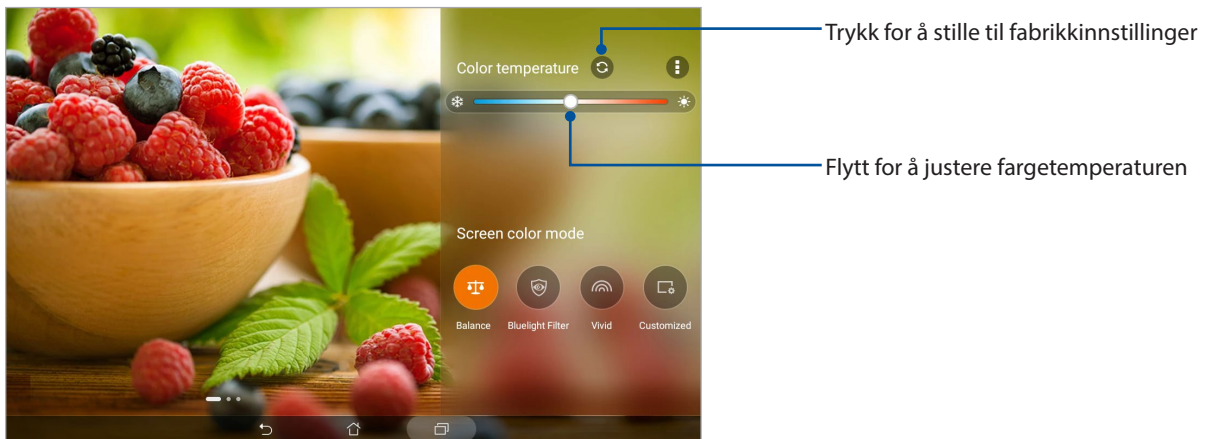 Trykk for å stille til fabrikkinnstillinger
Color temperature
Flytt for å justere fargetemperaturen
Screen color mode
Balance
Bluelight Filter
Vivid
Customized